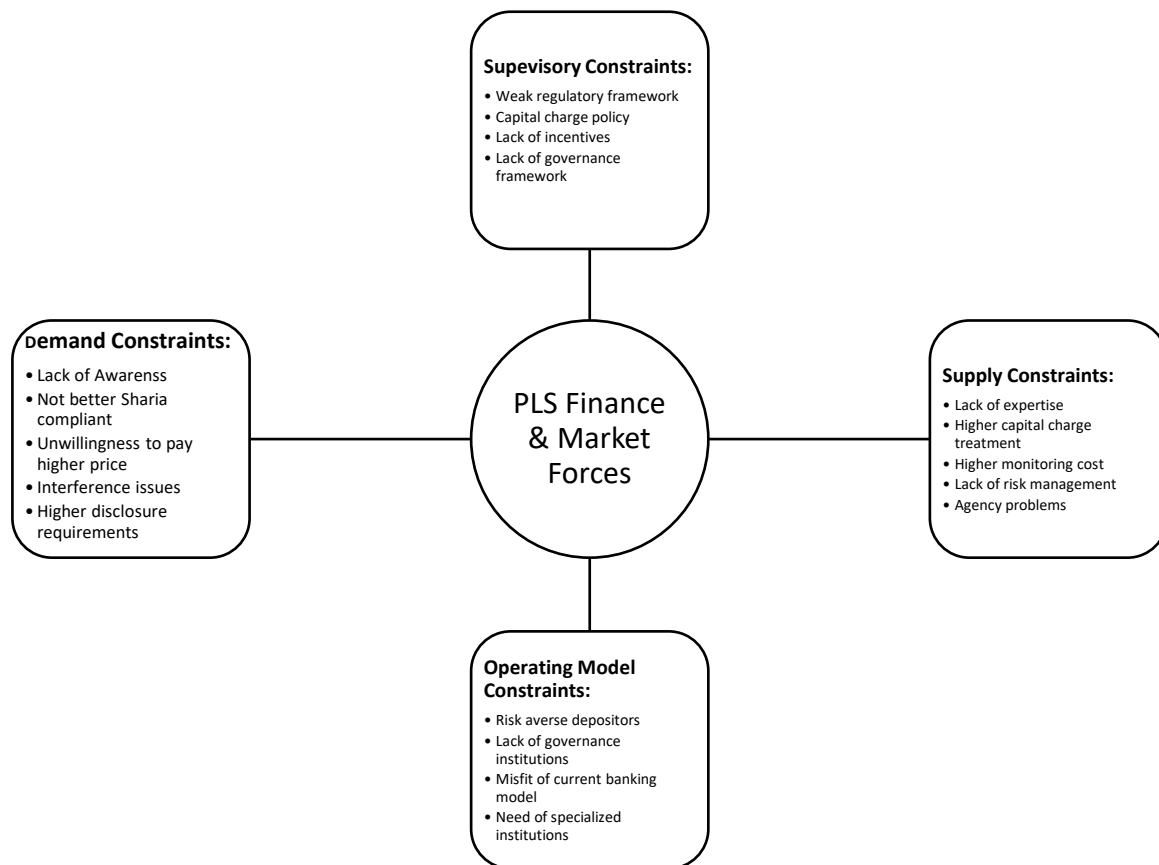 Supevisory Constraints:
• Weak regulatory framework
• Capital charge policy
• Lack of incentives
• Lack of governance
framework
Demand Constraints:
• Lack of Awarenss
• Not better Sharia
compliant
• Unwillingness to pay
higher price
• Interference issues
• Higher disclosure
requirements
PLS Finance
& Market
Forces
Supply Constraints:
• Lack of expertise
• Higher capital charge
treatment
• Higher monitoring cost
• Lack of risk management
• Agency problems
Operating Model
Constraints:
• Risk averse depositors
• Lack of governance
institutions
• Misfit of current banking
model
• Need of specialized
institutions